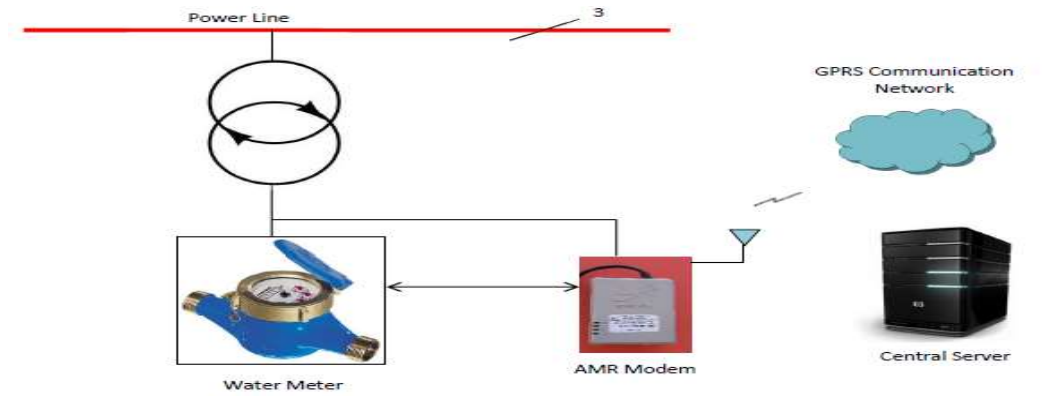 Power Line
3
GPRS Communication
Network
Water Meter
AMR Modem
Central Server